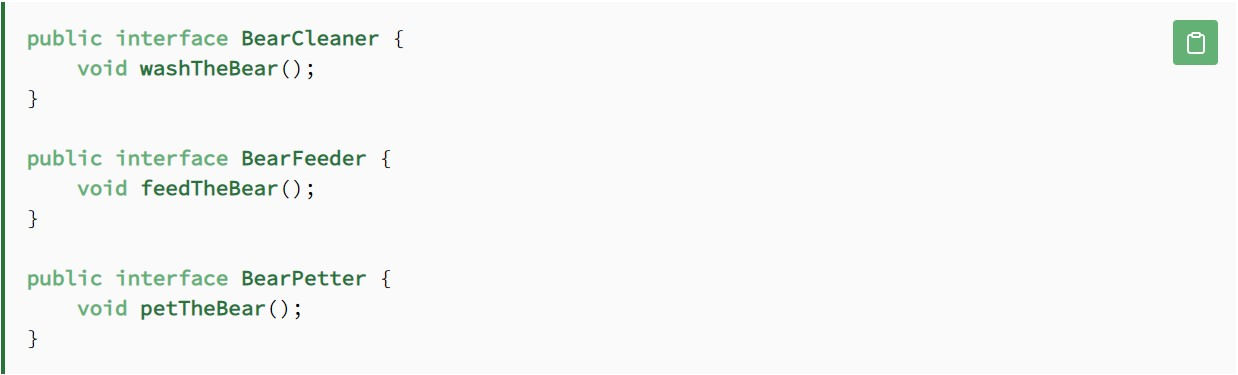 public interface BearCleaner {
    void washTheBear();
}

public interface BearFeeder {
    void feedTheBear();
}

public interface BearPetter {
    void petTheBear();
}